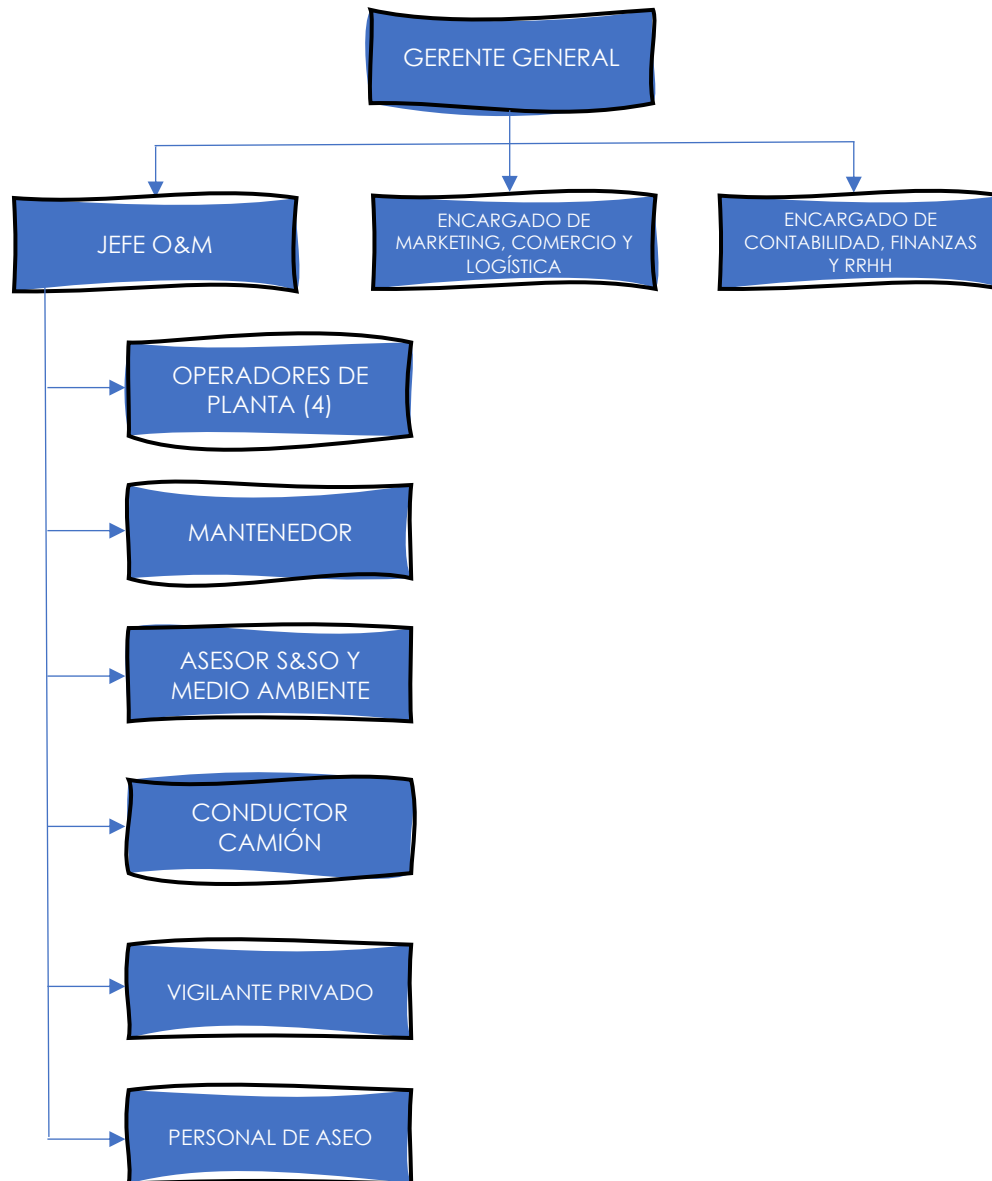 GERENTE GENERAL
JEFE O&M
ENCARGADO DE
MARKETING, COMERCIO Y
LOGÍSTICA
ENCARGADO DE
CONTABILIDAD, FINANZAS
Y RRHH
OPERADORES DE
PLANTA (4)
MANTENEDOR
ASESOR S&SO Y
MEDIO AMBIENTE
CONDUCTOR
CAMIÓN
VIGILANTE PRIVADO
PERSONAL DE ASEO